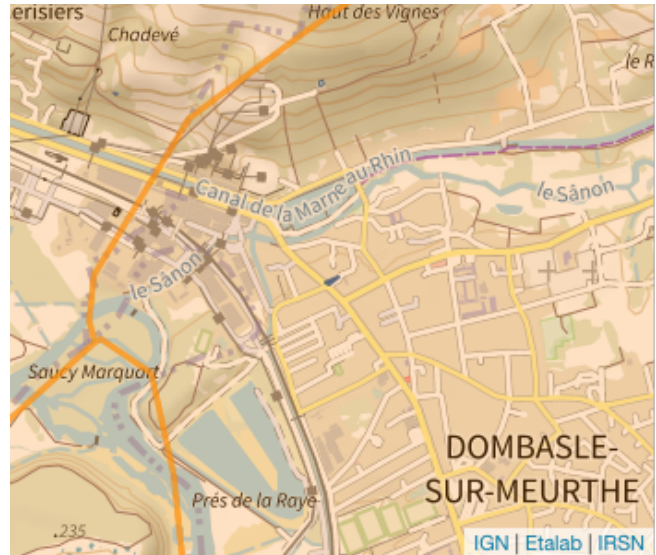 erisiers
Haut des Vignes
Chadevé
le R
Canal de la Marne au Rhin
le Sânon
le Sânon
Saucy Marquart
DOMBASLE-
SUR-MEURTHE
Prés de la Raye
.235
IGN | Etalab | IRSN